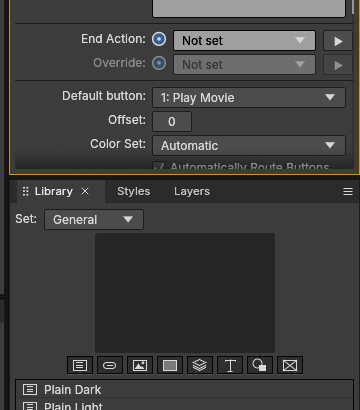 End Action: Not set
Override: Not set
Default button: 1: Play Movie
Offset: 0
Color Set: Automatic
Automatically Route Buttons
Library × Styles Layers
Set: General
T
Plain Dark
Plain Light